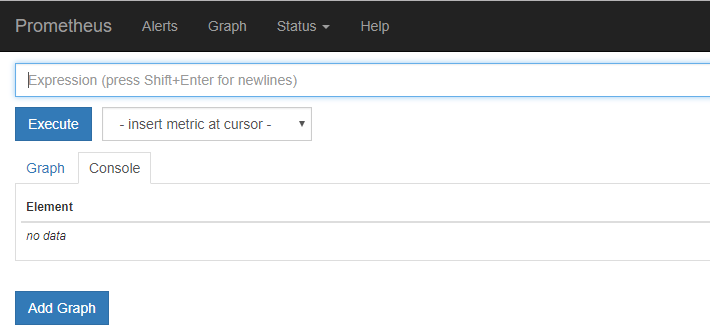 Prometheus Alerts Graph Status Help
Expression (press Shift+Enter for newlines)
Execute - insert metric at cursor -
Graph Console
Element
no data
Add Graph